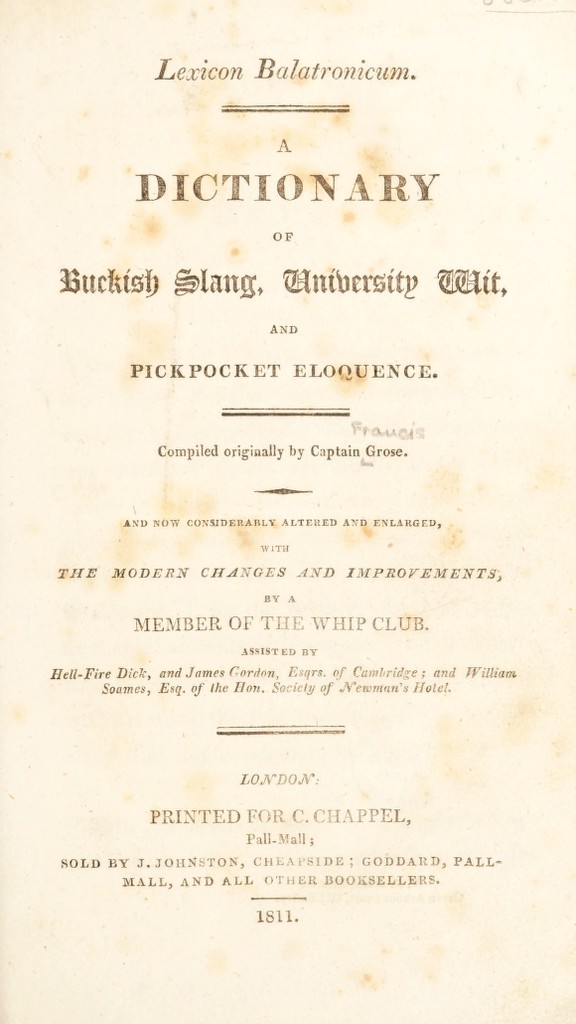 Lexicon Balatronicum.
A
DICTIONARY
OF
Buckish Slang, University Wit,
AND
PICKPOCKET ELOQUENCE.
Francis
Compiled originally by Captain Grose.
AND NOW CONSIDERABLY ALTERED AND ENLARGED,
WITH
THE MODERN CHANGES AND IMPROVEMENTS,
BY A
MEMBER OF THE WHIP CLUB.
ASSISTED BY
Hell-Fire Dick, and James Gordon, Esqrs. of Cambridge; and William
Soames, Esq. of the Hon. Society of Newman's Hotel.
LONDON:
PRINTED FOR C. CHAPPEL,
Pall-Mall;
SOLD BY J. JOHNSTON, CHEAPSIDE; GODDARD, PALL-
MALL, AND ALL OTHER BOOKSELLERS.
1811.